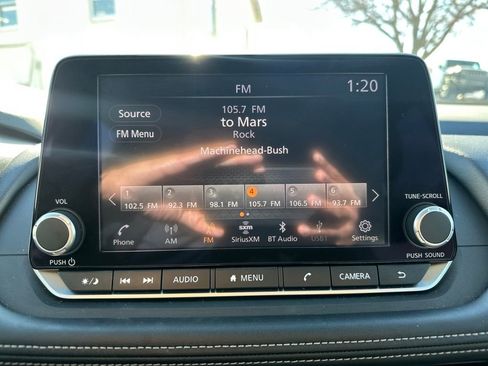 FM
1:20
Source
105.7 FM
to Mars
FM Menu
Rock
Machinehead-Bush
1 2 3 4 5 6
102.5 FM 92.3 FM 98.1 FM 105.7 FM 106.5 FM 93.7 FM
VOL
TUNE-SCROLL
Phone AM FM SiriusXM BT Audio USB1 Settings
sxm
PUSH
PUSH SOUND
AUDIO MENU CAMERA